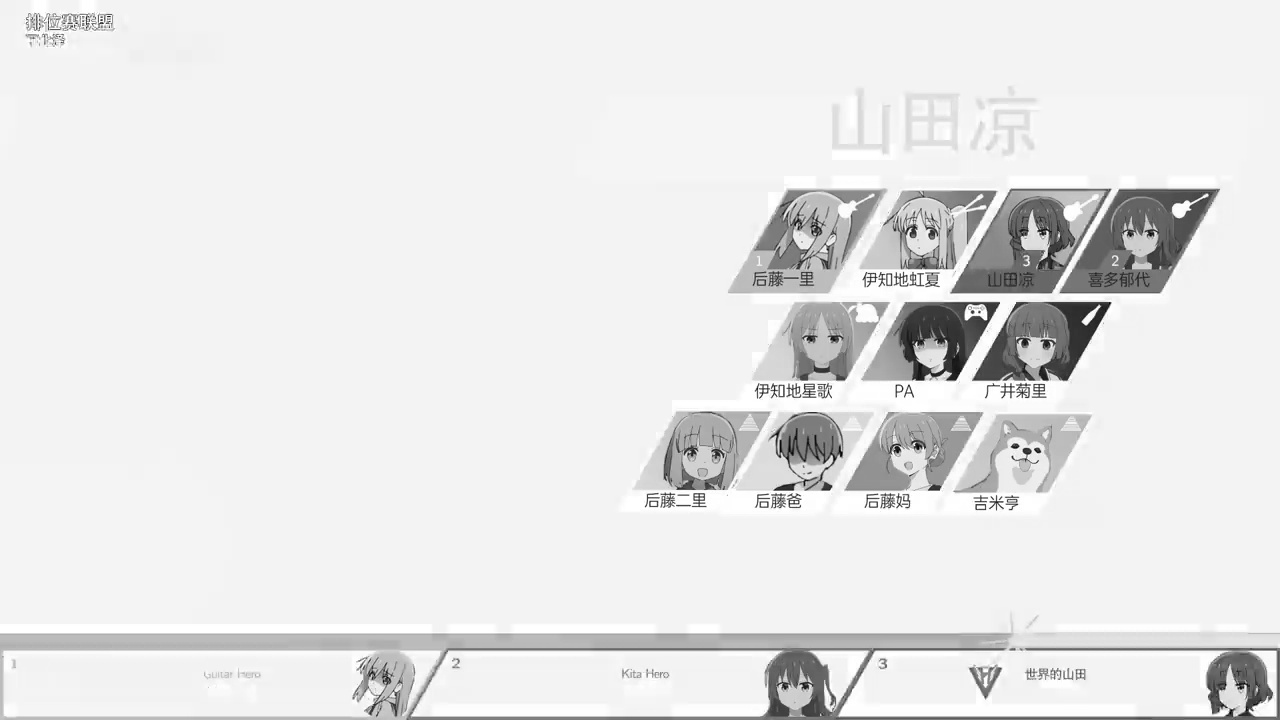 排位赛联盟
下北泽
山田凉
1
3
2
后藤一里
伊知地虹夏
山田凉
喜多郁代
伊知地星歌
PA
广井菊里
后藤二里
后藤爸
后藤妈
吉米亨
1
Guitar Hero
2
Kita Hero
3
世界的山田